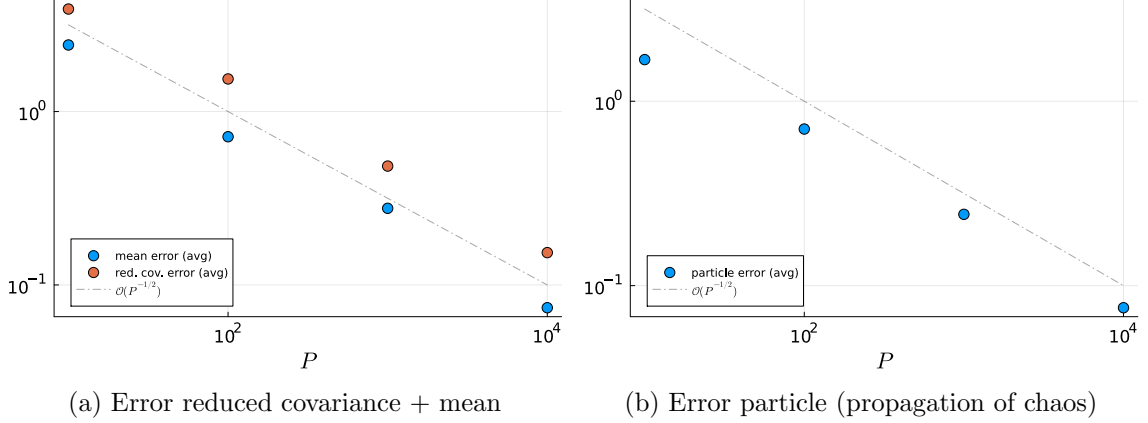 10^0
10^{-1}
mean error (avg)
red. cov. error (avg)
𝒪(P^{-1/2})
10^2
10^4
P
(a) Error reduced covariance + mean
10^0
10^{-1}
particle error (avg)
𝒪(P^{-1/2})
10^2
10^4
P
(b) Error particle (propagation of chaos)